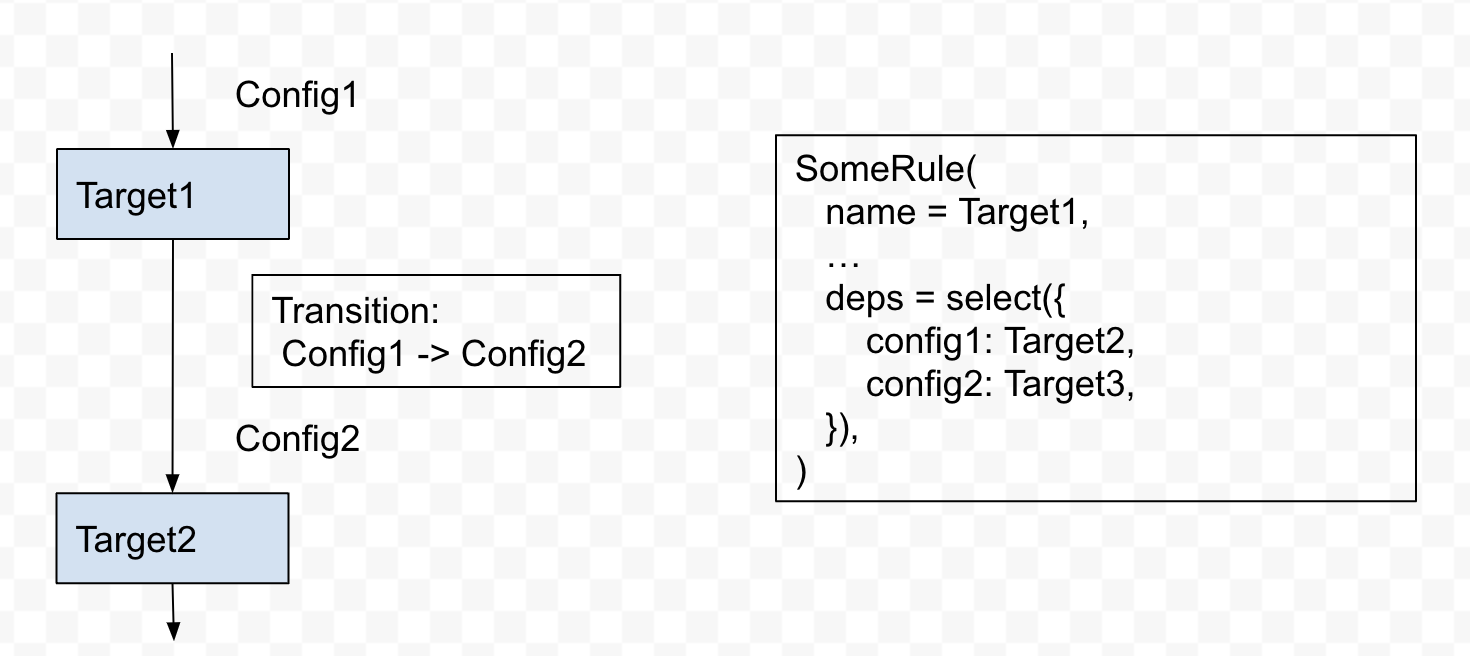 Config1
Target1
Transition:
Config1 -> Config2
Config2
Target2
SomeRule(
name = Target1,
…
deps = select({
config1: Target2,
config2: Target3,
}),
)